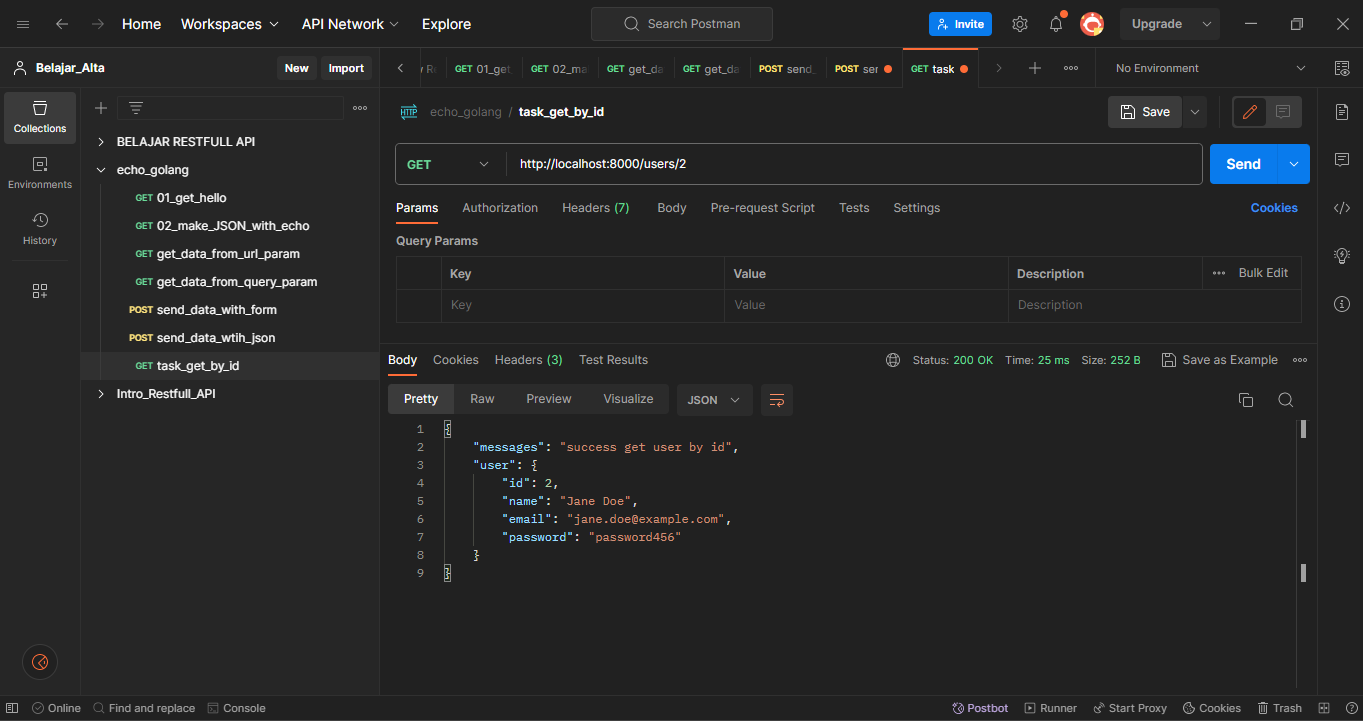 Home Workspaces API Network Explore Search Postman Invite Upgrade
Belajar_Alta New Import GET 01_get GET 02_ma GET get_da GET get_da POST send_ POST ser GET task No Environment
Collections
Environments
History
BELAJAR RESTFULL API
echo_golang
GET 01_get_hello
GET 02_make_JSON_with_echo
GET get_data_from_url_param
GET get_data_from_query_param
POST send_data_with_form
POST send_data_wtih_json
GET task_get_by_id
Intro_Restfull_API
HTTP echo_golang / task_get_by_id Save
GET http://localhost:8000/users/2 Send
Params Authorization Headers (7) Body Pre-request Script Tests Settings Cookies
Query Params
Key Value Description Bulk Edit
Key Value Description
Body Cookies Headers (3) Test Results Status: 200 OK Time: 25 ms Size: 252 B Save as Example
Pretty Raw Preview Visualize JSON
1 {
2 "messages": "success get user by id",
3 "user": {
4 "id": 2,
5 "name": "Jane Doe",
6 "email": "jane.doe@example.com",
7 "password": "password456"
8 }
9 }
Online Find and replace Console Postbot Runner Start Proxy Cookies Trash